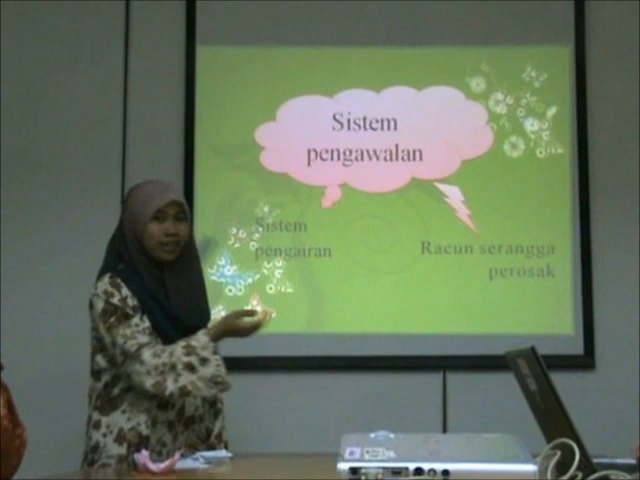 Sistem
pengawalan
Sistem
pengairan
Racun serangga
perosak